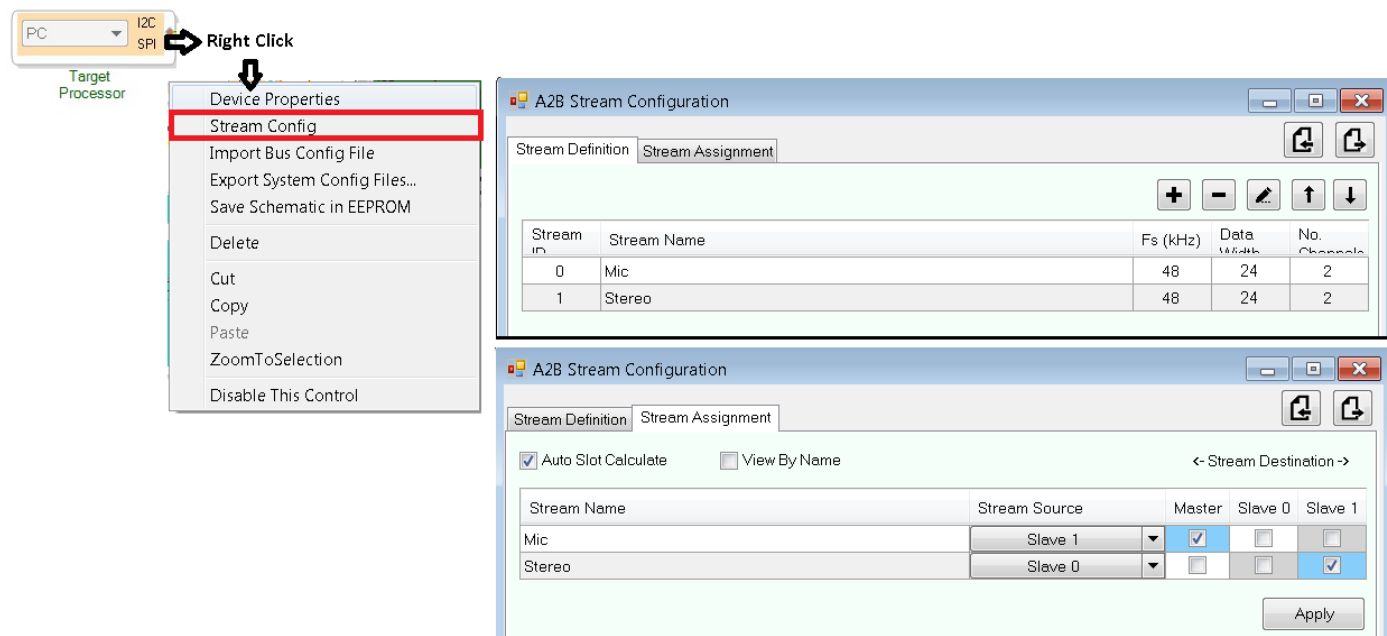 PC
I2C
SPI
Right Click
Target
Processor
Device Properties
Stream Config
Import Bus Config File
Export System Config Files...
Save Schematic in EEPROM
Delete
Cut
Copy
Paste
ZoomToSelection
Disable This Control
A2B Stream Configuration
Stream Definition Stream Assignment
Stream Stream Name Fs (kHz) Data No.
0 Mic 48 24 2
1 Stereo 48 24 2
A2B Stream Configuration
Stream Definition Stream Assignment
Auto Slot Calculate View By Name <- Stream Destination ->
Stream Name Stream Source Master Slave 0 Slave 1
Mic Slave 1
Stereo Slave 0
Apply